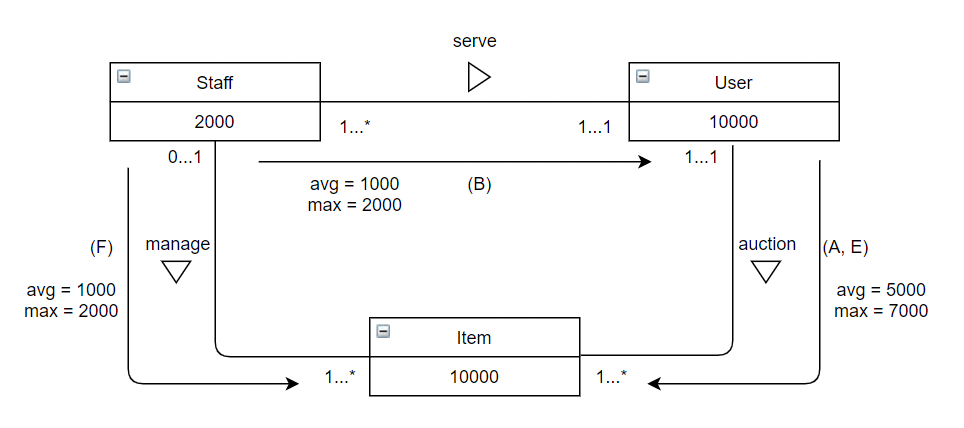 serve
Staff
User
2000
10000
1...*
1...1
0...1
1...1
avg = 1000
max = 2000
(B)
(F)
manage
auction
(A, E)
avg = 1000
max = 2000
avg = 5000
max = 7000
Item
1...*
10000
1...*